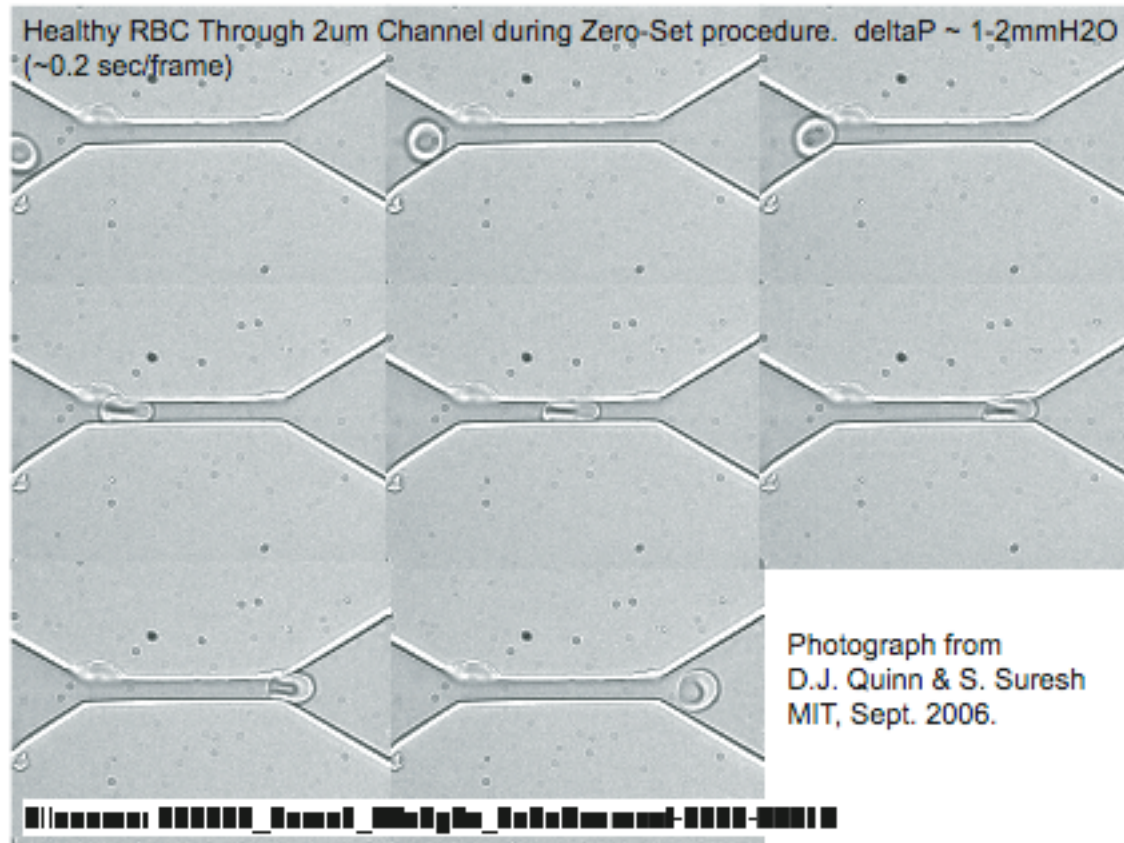 Healthy RBC Through 2um Channel during Zero-Set procedure. deltaP ~ 1-2mmH2O
(~0.2 sec/frame)
Photograph from
D.J. Quinn & S. Suresh
MIT, Sept. 2006.